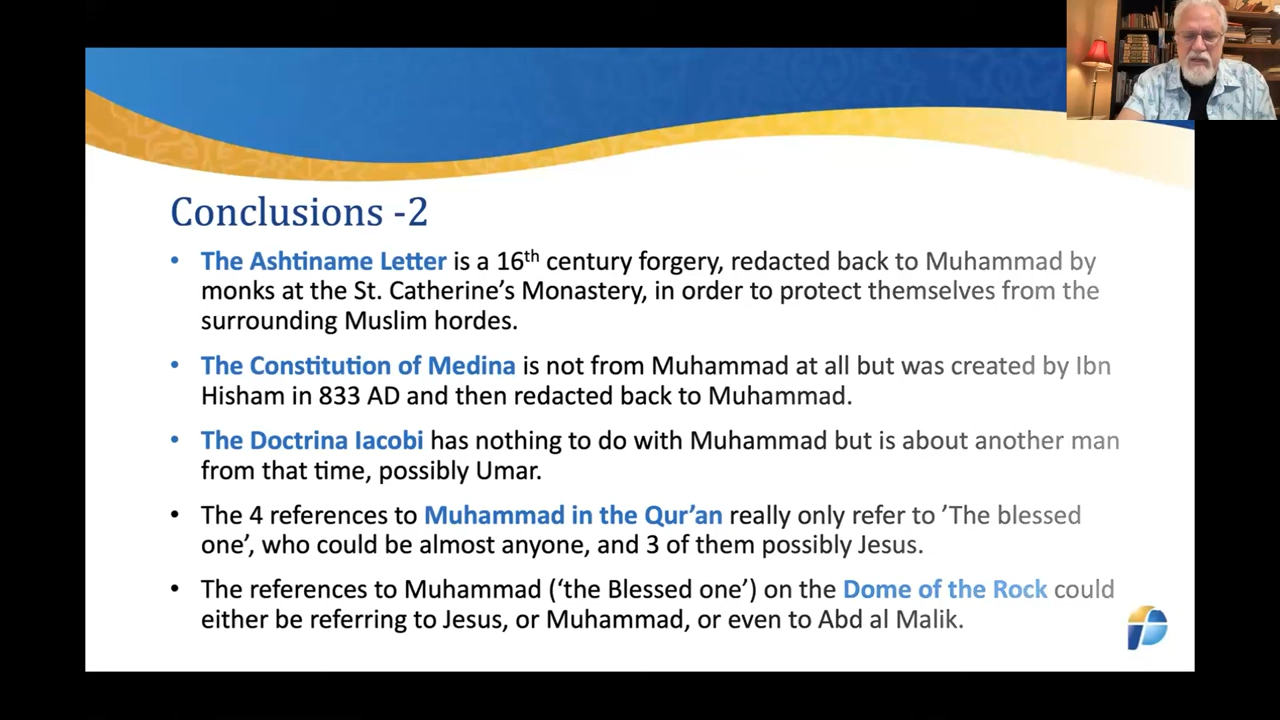 Conclusions -2
• The Ashtiname Letter is a 16th century forgery, redacted back to Muhammad by
monks at the St. Catherine’s Monastery, in order to protect themselves from the
surrounding Muslim hordes.
• The Constitution of Medina is not from Muhammad at all but was created by Ibn
Hisham in 833 AD and then redacted back to Muhammad.
• The Doctrina Iacobi has nothing to do with Muhammad but is about another man
from that time, possibly Umar.
• The 4 references to Muhammad in the Qur’an really only refer to ’The blessed
one’, who could be almost anyone, and 3 of them possibly Jesus.
• The references to Muhammad (‘the Blessed one’) on the Dome of the Rock could
either be referring to Jesus, or Muhammad, or even to Abd al Malik.